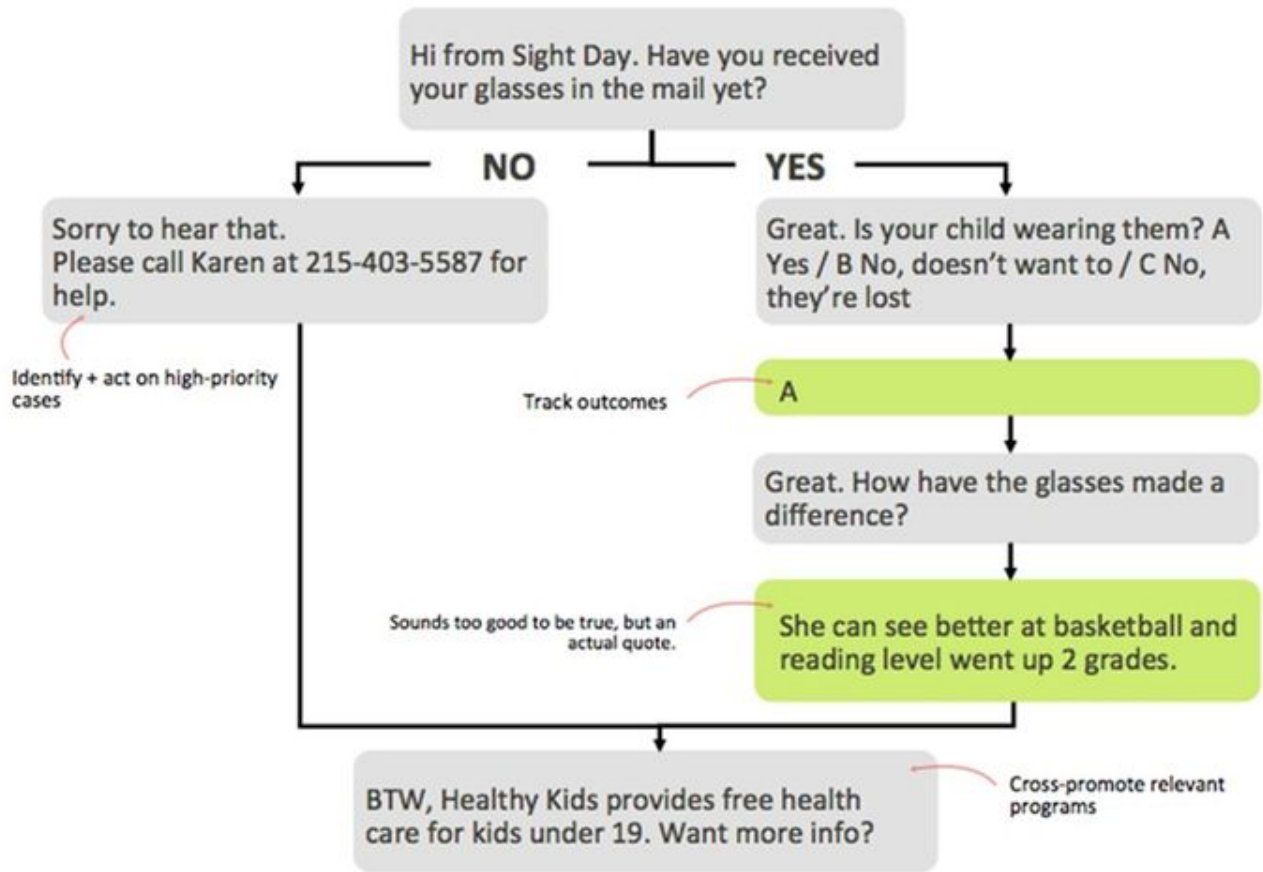 Hi from Sight Day. Have you received
your glasses in the mail yet?
NO
YES
Sorry to hear that.
Please call Karen at 215-403-5587 for
help.
Great. Is your child wearing them? A
Yes / B No, doesn’t want to / C No,
they’re lost
Identify + act on high-priority
cases
Track outcomes
A
Great. How have the glasses made a
difference?
Sounds too good to be true, but an
actual quote.
She can see better at basketball and
reading level went up 2 grades.
BTW, Healthy Kids provides free health
care for kids under 19. Want more info?
Cross-promote relevant
programs